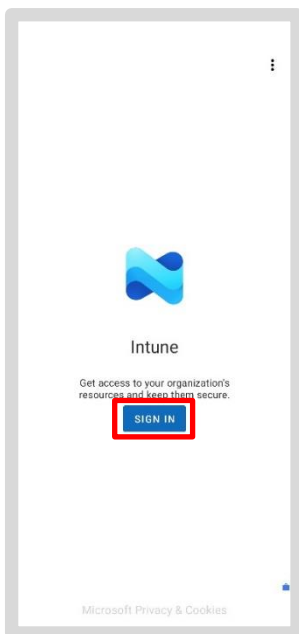 Intune
Get access to your organization's
resources and keep them secure.
SIGN IN
Microsoft Privacy & Cookies